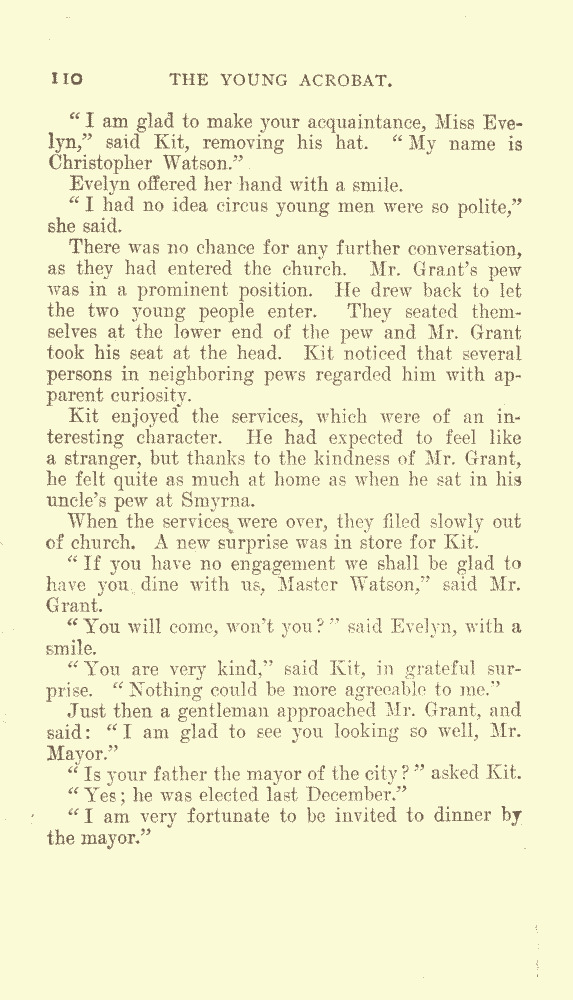 110 THE YOUNG ACROBAT.
“I am glad to make your acquaintance, Miss Eve-
lyn,” said Kit, removing his hat. “My name is
Christopher Watson.”
Evelyn offered her hand with a smile.
“I had no idea circus young men were so polite,”
she said.
There was no chance for any further conversation,
as they had entered the church. Mr. Grant's pew
was in a prominent position. He drew back to let
the two young people enter. They seated them-
selves at the lower end of the pew and Mr. Grant
took his seat at the head. Kit noticed that several
persons in neighboring pews regarded him with ap-
parent curiosity.
Kit enjoyed the services, which were of an in-
teresting character. He had expected to feel like
a stranger, but thanks to the kindness of Mr. Grant,
he felt quite as much at home as when he sat in his
uncle's pew at Smyrna.
When the services were over, they filed slowly out
of church. A new surprise was in store for Kit.
“If you have no engagement we shall be glad to
have you dine with us, Master Watson,” said Mr.
Grant.
“You will come, won't you?” said Evelyn, with a
smile.
“You are very kind,” said Kit, in grateful sur-
prise. “Nothing could be more agreeable to me.”
Just then a gentleman approached Mr. Grant, and
said: “I am glad to see you looking so well, Mr.
Mayor.”
“Is your father the mayor of the city?” asked Kit.
“Yes; he was elected last December.”
“I am very fortunate to be invited to dinner by
the mayor.”